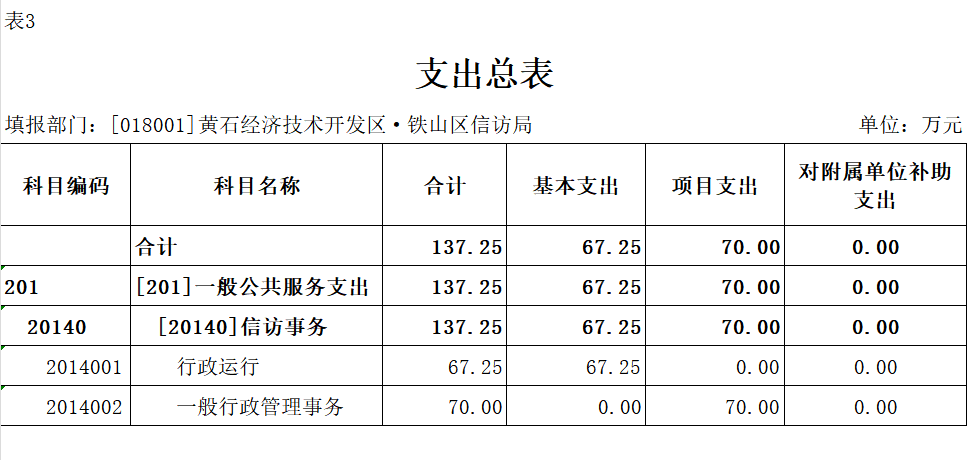 表3
支出总表
填报部门：[018001]黄石经济技术开发区·铁山区信访局 单位：万元
科目编码 科目名称 合计 基本支出 项目支出 对附属单位补助
支出
合计 137.25 67.25 70.00 0.00
201 [201]一般公共服务支出 137.25 67.25 70.00 0.00
20140 [20140]信访事务 137.25 67.25 70.00 0.00
2014001 行政运行 67.25 67.25 0.00 0.00
2014002 一般行政管理事务 70.00 0.00 70.00 0.00